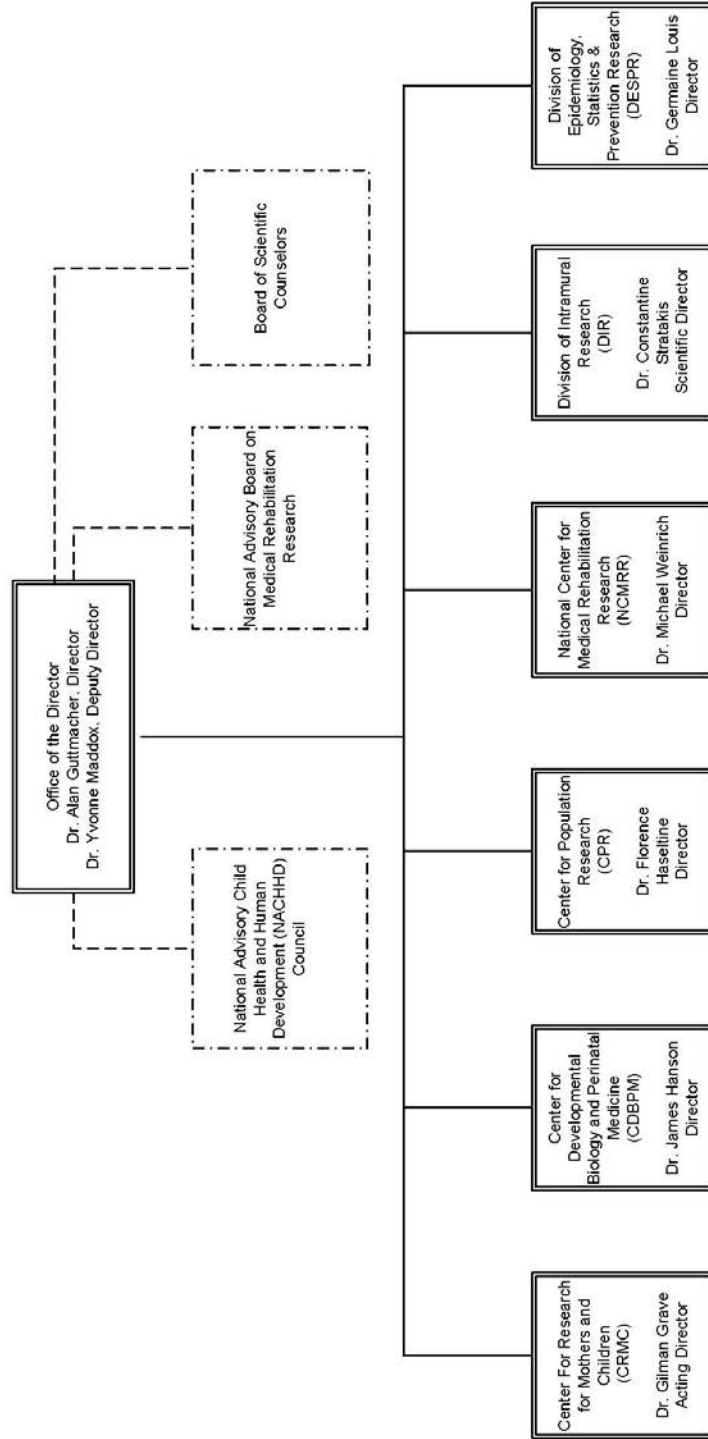 Office of the Director
Dr. Alan Guttmacher, Director
Dr. Yvonne Maddox, Deputy Director
National Advisory Child
Health and Human
Development (NACHHD)
Council
National Advisory Board on
Medical Rehabilitation
Research
Board of Scientific
Counselors
Center For Research
for Mothers and
Children
(CRMC)
Dr. Gilman Grave
Acting Director
Center for
Developmental
Biology and Perinatal
Medicine
(CDBPM)
Dr. James Hanson
Director
Center for Population
Research
(CPR)
Dr. Florence
Haseltine
Director
National Center for
Medical Rehabilitation
Research
(NCMRR)
Dr. Michael Weinrich
Director
Division of Intramural
Research
(DIR)
Dr. Constantine
Stratakis
Scientific Director
Division of
Epidemiology,
Statistics &
Prevention Research
(DESPR)
Dr. Germaine Louis
Director